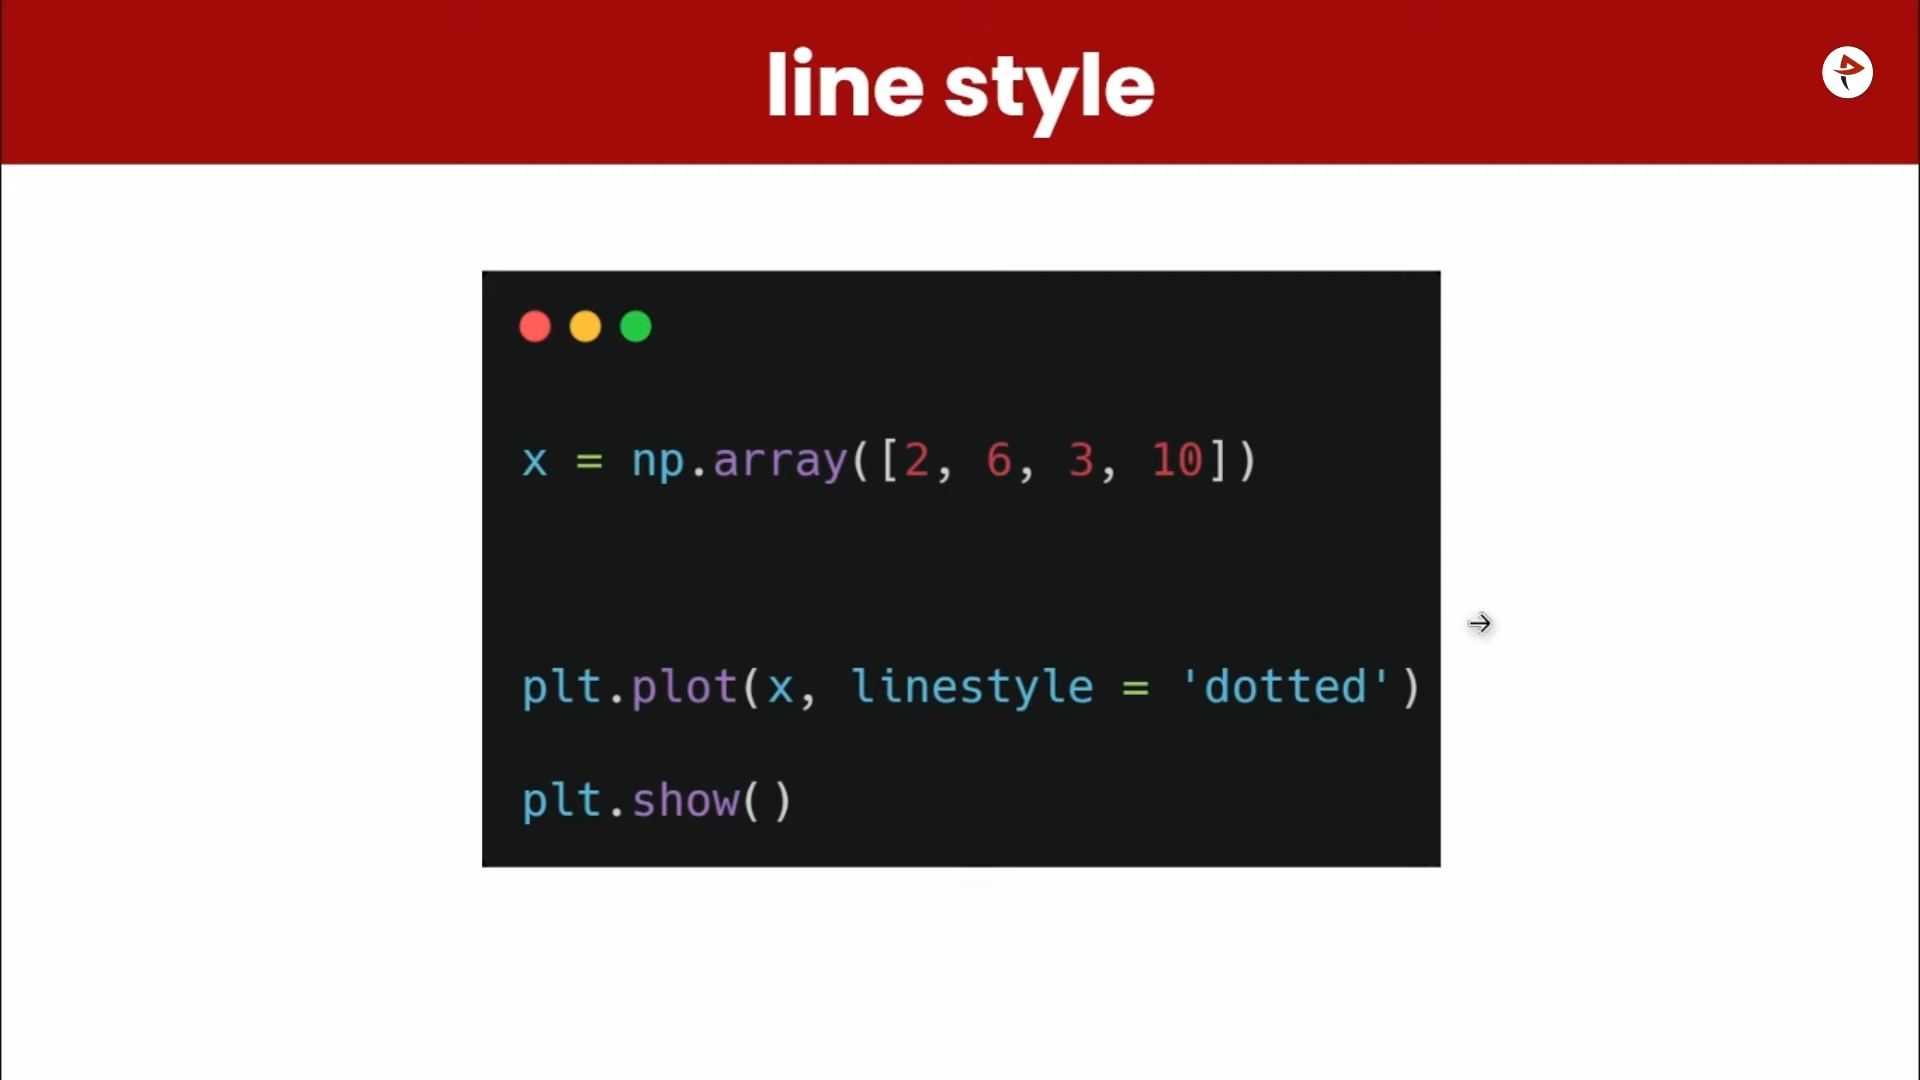 line style
x = np.array([2, 6, 3, 10])
plt.plot(x, linestyle = 'dotted')
plt.show()